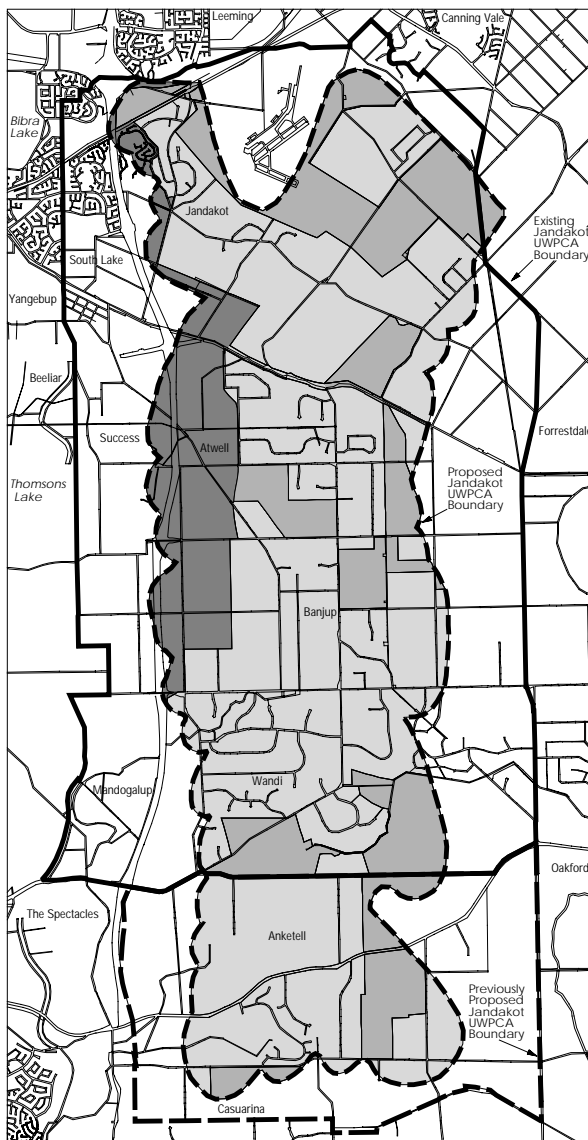 Leeming
Canning Vale
Bibra
Lake
Jandakot
Existing
Jandakot
UWPCA
Boundary
South Lake
Yangebup
Beeliar
Success
Atwell
Forrestdale
Thomsons
Lake
Proposed
Jandakot
UWPCA
Boundary
Banjup
Wandi
Mandogalup
Oakford
The Spectacles
Anketell
Previously
Proposed
Jandakot
UWPCA
Boundary
Casuarina